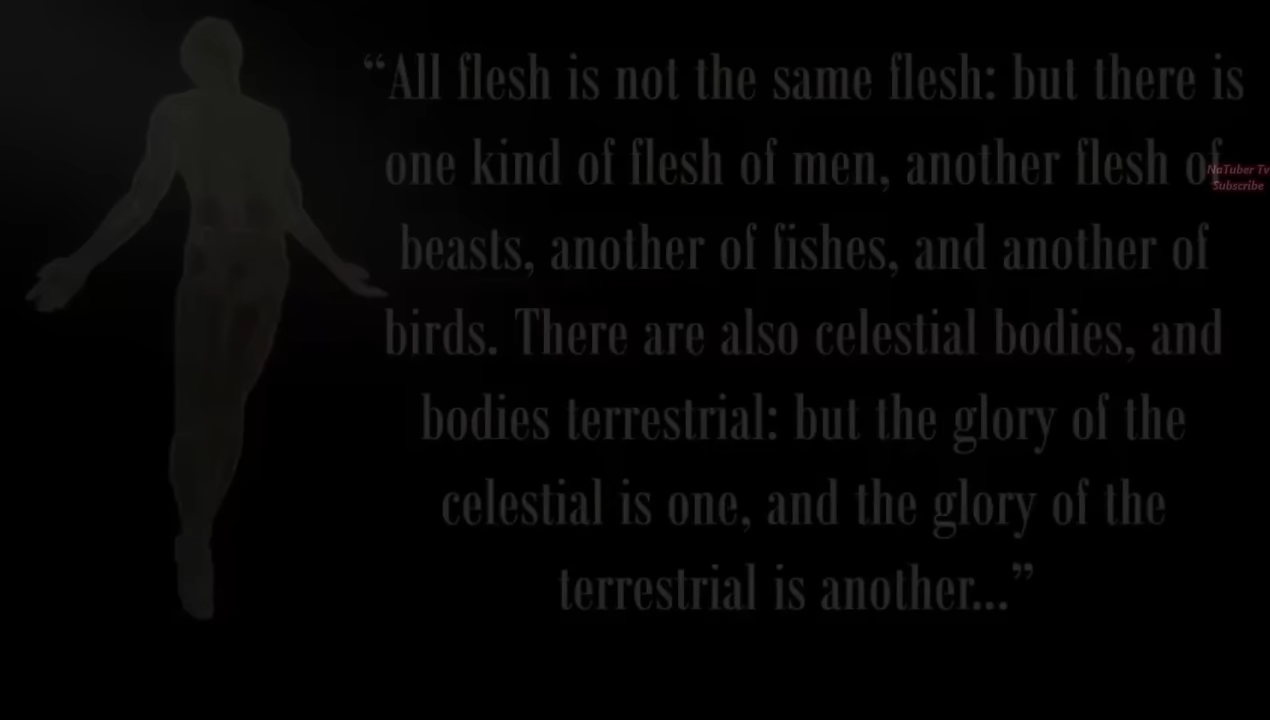 “All flesh is not the same flesh: but there is
one kind of flesh of men, another flesh of
beasts, another of fishes, and another of
birds. There are also celestial bodies, and
bodies terrestrial: but the glory of the
celestial is one, and the glory of the
terrestrial is another...”
NaTuber Tv
Subscribe